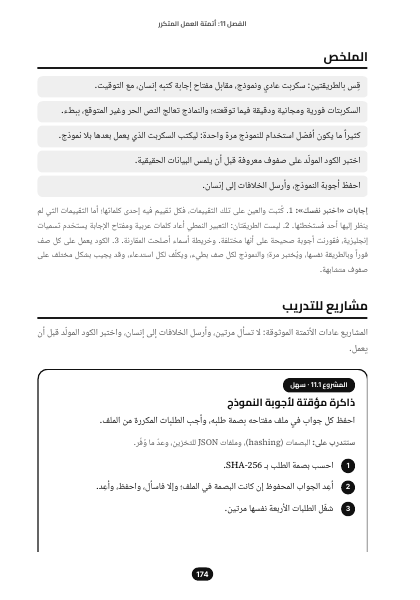 الفصل 11: أتمتة العمل المتكرر
الملخص
قِس بالطريقتين: سكربت عادي ونموذج، مقابل مفتاح إجابة كتبه إنسان، مع التوقيت.
السكربتات فورية ومجانية ودقيقة فيما توقعته؛ والنماذج تعالج النص الحر وغير المتوقع، ببطء.
كثيراً ما يكون أفضل استخدام للنموذج مرة واحدة: ليكتب السكربت الذي يعمل بعدها بلا نموذج.
اختبر الكود المولّد على صفوف معروفة قبل أن يلمس البيانات الحقيقية.
احفظ أجوبة النموذج، وأرسل الخلافات إلى إنسان.
إجابات «اختبر نفسك»: 1. كُتبت والعين على تلك التقييمات، فكل تقييم فيه إحدى كلماتها؛ أما التقييمات التي لم
ينظر إليها أحد فستخطئها. 2. ليست الطريقتان: التعبير النمطي أعاد كلمات عربية ومفتاح الإجابة يستخدم تسميات
إنجليزية، فقورنت أجوبة صحيحة على أنها مختلفة. وخريطة أسماء أصلحت المقارنة. 3. الكود يعمل على كل صف
فوراً وبالطريقة نفسها، ويُختبر مرة؛ والنموذج لكل صف بطيء، ويكلّف لكل استدعاء، وقد يجيب بشكل مختلف على
صفوف متشابهة.
مشاريع للتدريب
المشاريع عادات الأتمتة الموثوقة: لا تسأل مرتين، وأرسل الخلافات إلى إنسان، واختبر الكود المولّد قبل أن
يعمل.
المشروع 11.1 · سهل
ذاكرة مؤقتة لأجوبة النموذج
احفظ كل جواب في ملف مفتاحه بصمة طلبه، وأجب الطلبات المكررة من الملف.
ستتدرب على: البصمات (hashing)، وملفات JSON للتخزين، وعدّ ما وُفّر.
1 احسب بصمة الطلب بـ SHA-256.
2 أعد الجواب المحفوظ إن كانت البصمة في الملف؛ وإلا فاسأل، واحفظ، وأعِد.
3 شغّل الطلبات الأربعة نفسها مرتين.
174